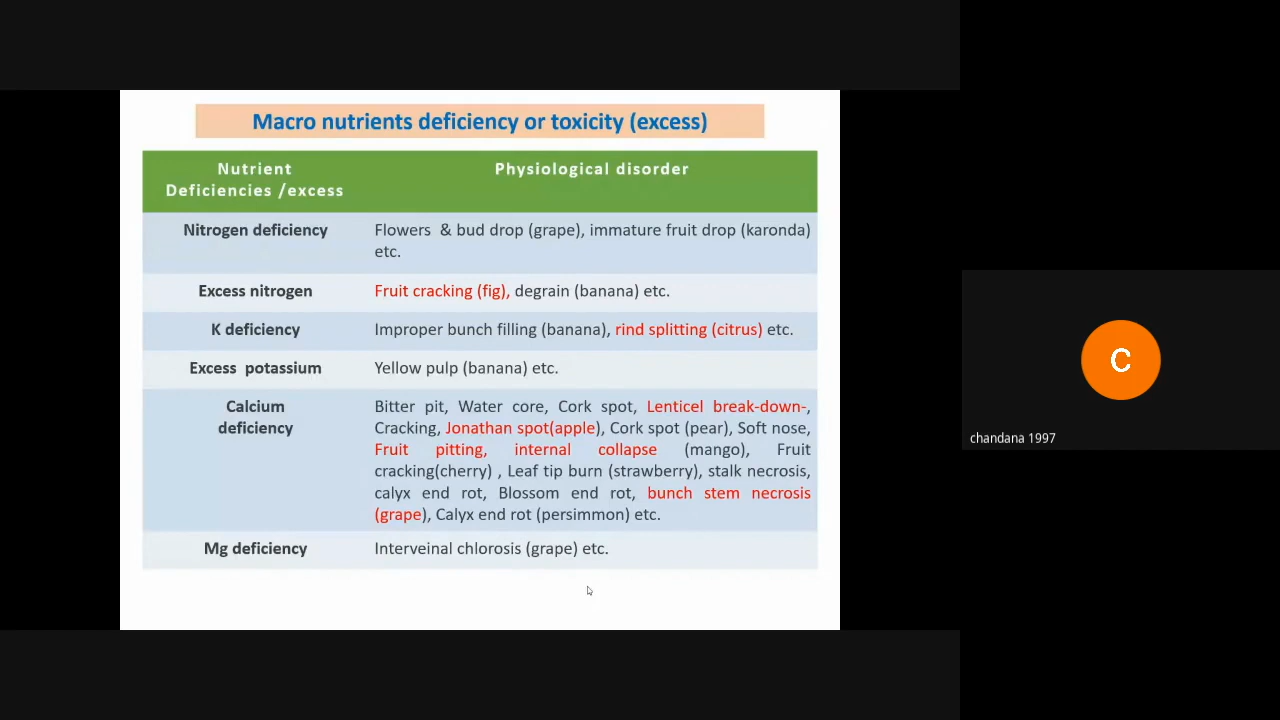 Macro nutrients deficiency or toxicity (excess)
Nutrient
Deficiencies /excess
Physiological disorder
Nitrogen deficiency
Flowers & bud drop (grape), immature fruit drop (karonda)
etc.
Excess nitrogen
Fruit cracking (fig), degrain (banana) etc.
K deficiency
Improper bunch filling (banana), rind splitting (citrus) etc.
Excess potassium
Yellow pulp (banana) etc.
Calcium
deficiency
Bitter pit, Water core, Cork spot, Lenticel break-down-,
Cracking, Jonathan spot(apple), Cork spot (pear), Soft nose,
Fruit pitting, internal collapse (mango), Fruit
cracking(cherry) , Leaf tip burn (strawberry), stalk necrosis,
calyx end rot, Blossom end rot, bunch stem necrosis
(grape), Calyx end rot (persimmon) etc.
Mg deficiency
Interveinal chlorosis (grape) etc.
C
chandana 1997